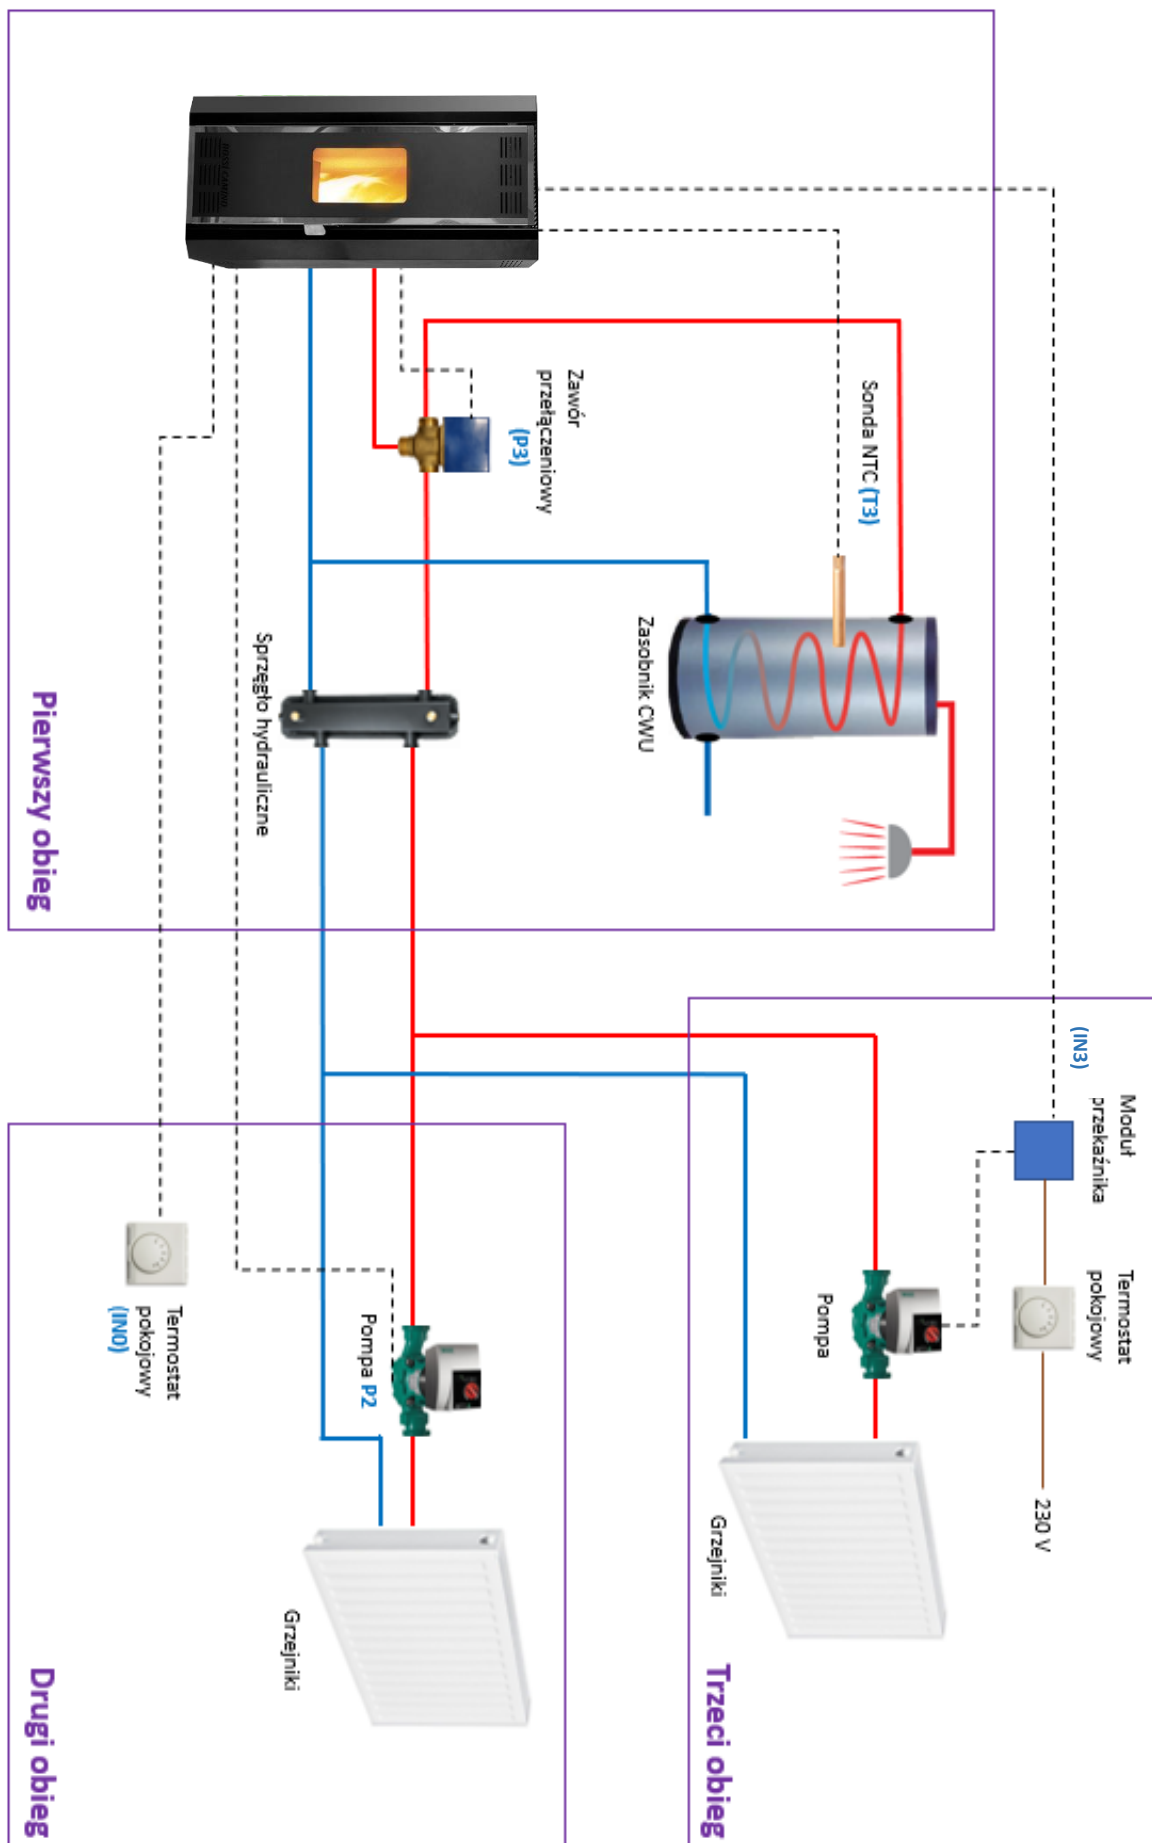 Moduł
przekaźnika
Termostat
pokojowy
(IN3)
230 V
Sonda NTC (T3)
Pompa
Zasobnik CWU
Grzejniki
Trzeci obieg
Zawór
przełączeniowy
(P3)
Pompa P2
Grzejniki
Sprzęgło hydrauliczne
Termostat
pokojowy
(IN0)
Pierwszy obieg
Drugi obieg